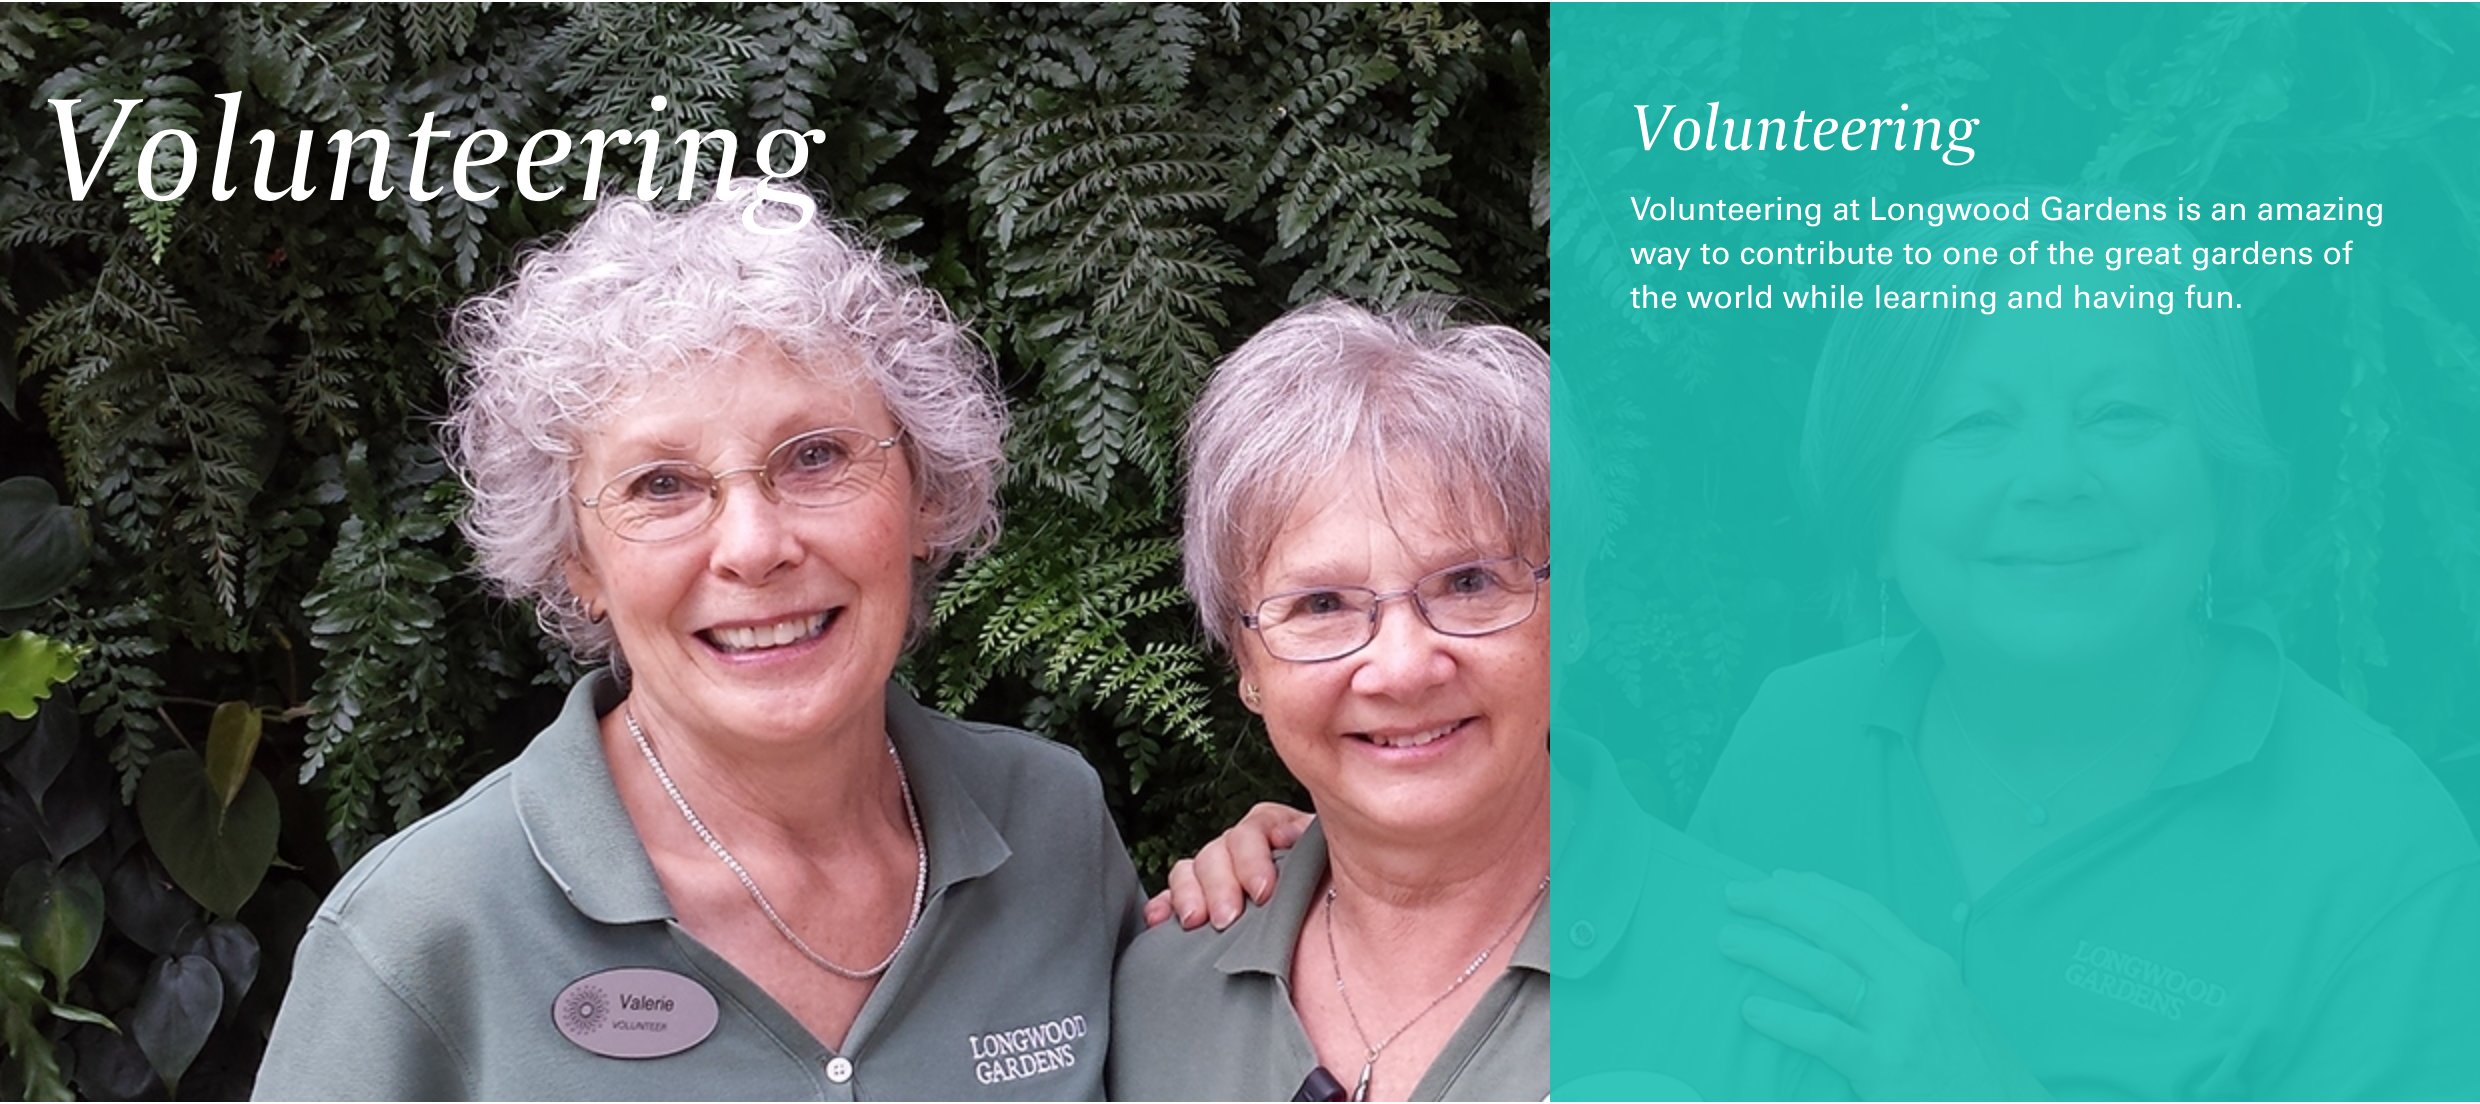 Volunteering
Volunteering
Volunteering at Longwood Gardens is an amazing
way to contribute to one of the great gardens of
the world while learning and having fun.
Valerie
VOLUNTEER
LONGWOOD
GARDENS
LONGWOOD
GARDENS